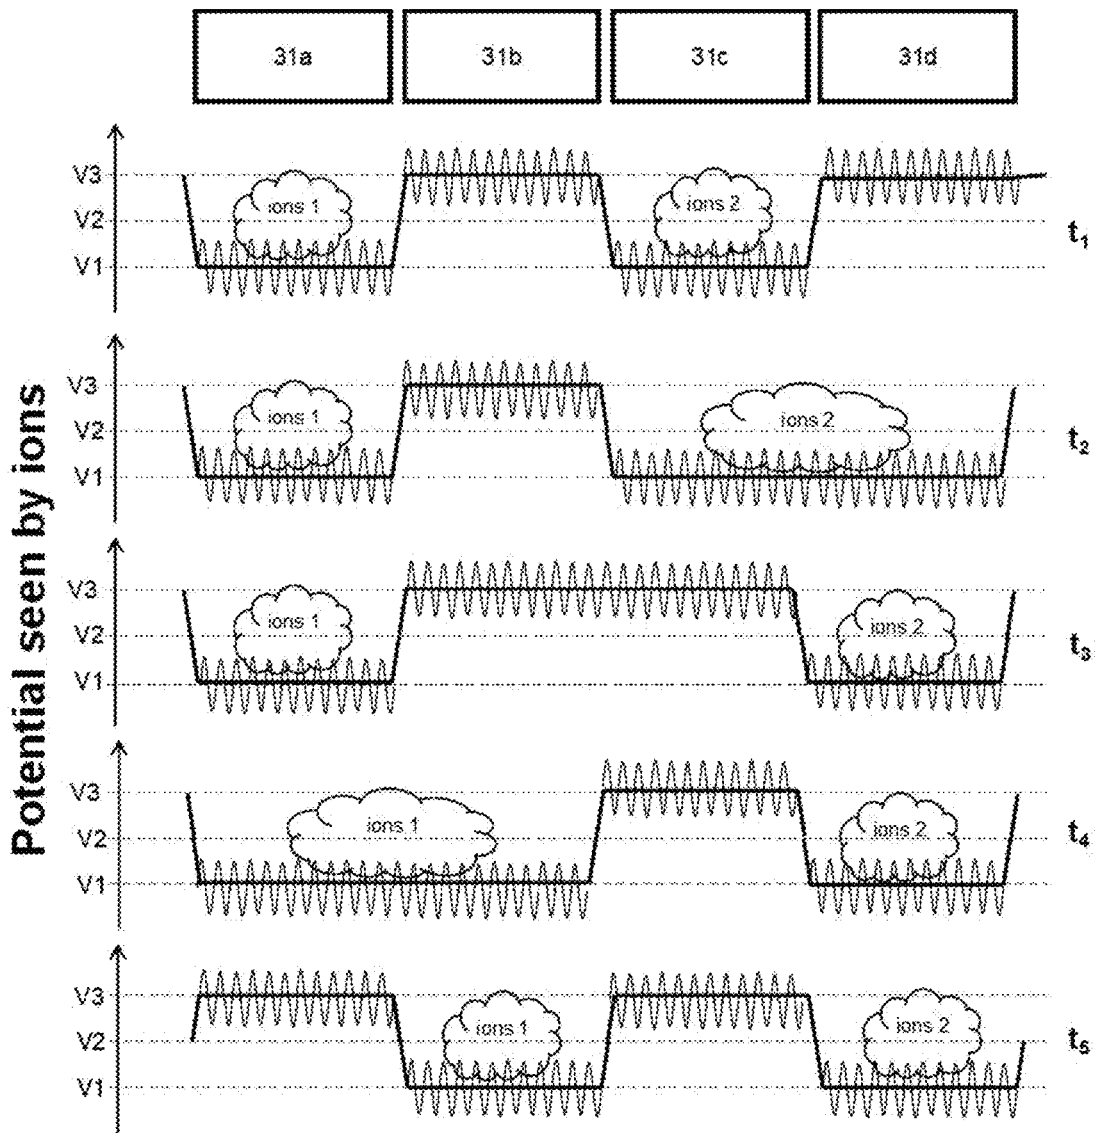 31a 31b 31c 31d
Potential seen by ions
V3
ions 1 ions 2
V2
t1
V1
V3
ions 1 ions 2
V2
t2
V1
V3
ions 1 ions 2
V2
t3
V1
V3
ions 1 ions 2
V2
t4
V1
V3
ions 1 ions 2
V2
t5
V1